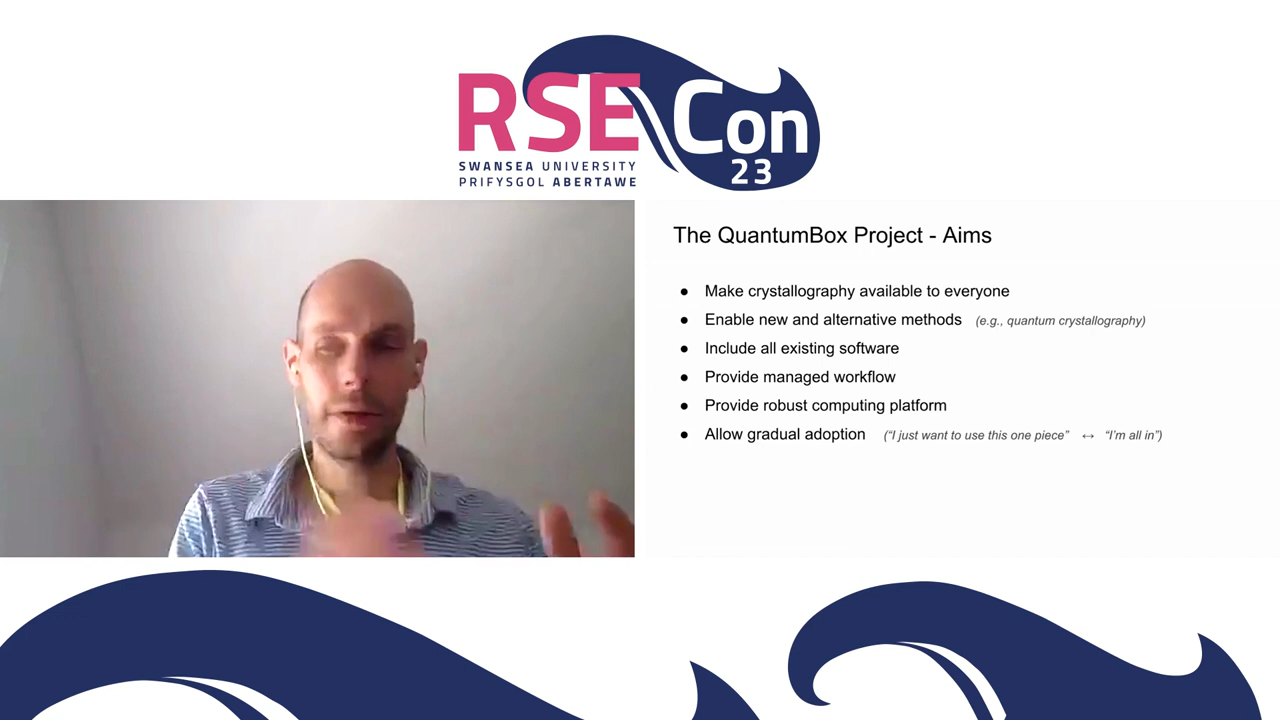 RSE Con
23
SWANSEA UNIVERSITY
PRIFYSGOL ABERTAWE
The QuantumBox Project - Aims
● Make crystallography available to everyone
● Enable new and alternative methods (e.g., quantum crystallography)
● Include all existing software
● Provide managed workflow
● Provide robust computing platform
● Allow gradual adoption (“I just want to use this one piece” ↔ “I’m all in”)